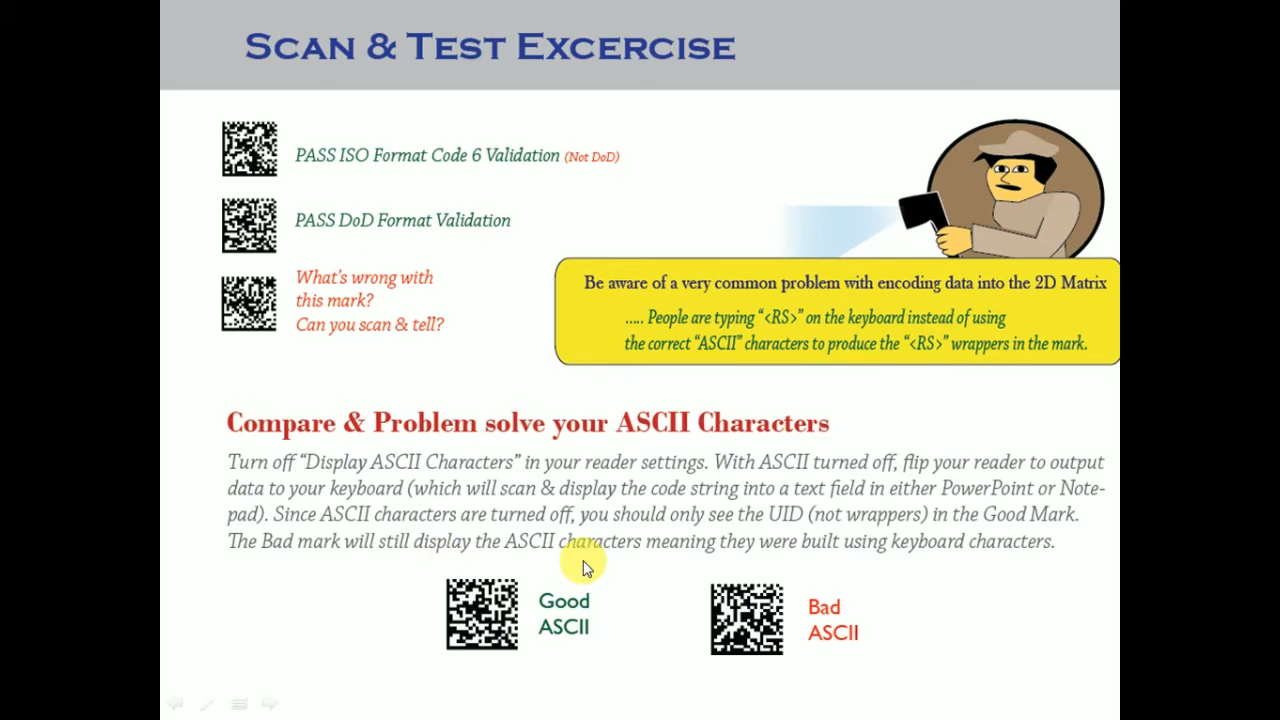 SCAN & TEST EXCERCISE
PASS ISO Format Code 6 Validation (Not DoD)
PASS DoD Format Validation
What's wrong with
this mark?
Can you scan & tell?
Be aware of a very common problem with encoding data into the 2D Matrix
..... People are typing “<RS>” on the keyboard instead of using
the correct “ASCII” characters to produce the “<RS>” wrappers in the mark.
Compare & Problem solve your ASCII Characters
Turn off “Display ASCII Characters” in your reader settings. With ASCII turned off, flip your reader to output
data to your keyboard (which will scan & display the code string into a text field in either PowerPoint or Note-
pad). Since ASCII characters are turned off, you should only see the UID (not wrappers) in the Good Mark.
The Bad mark will still display the ASCII characters meaning they were built using keyboard characters.
Good
ASCII
Bad
ASCII